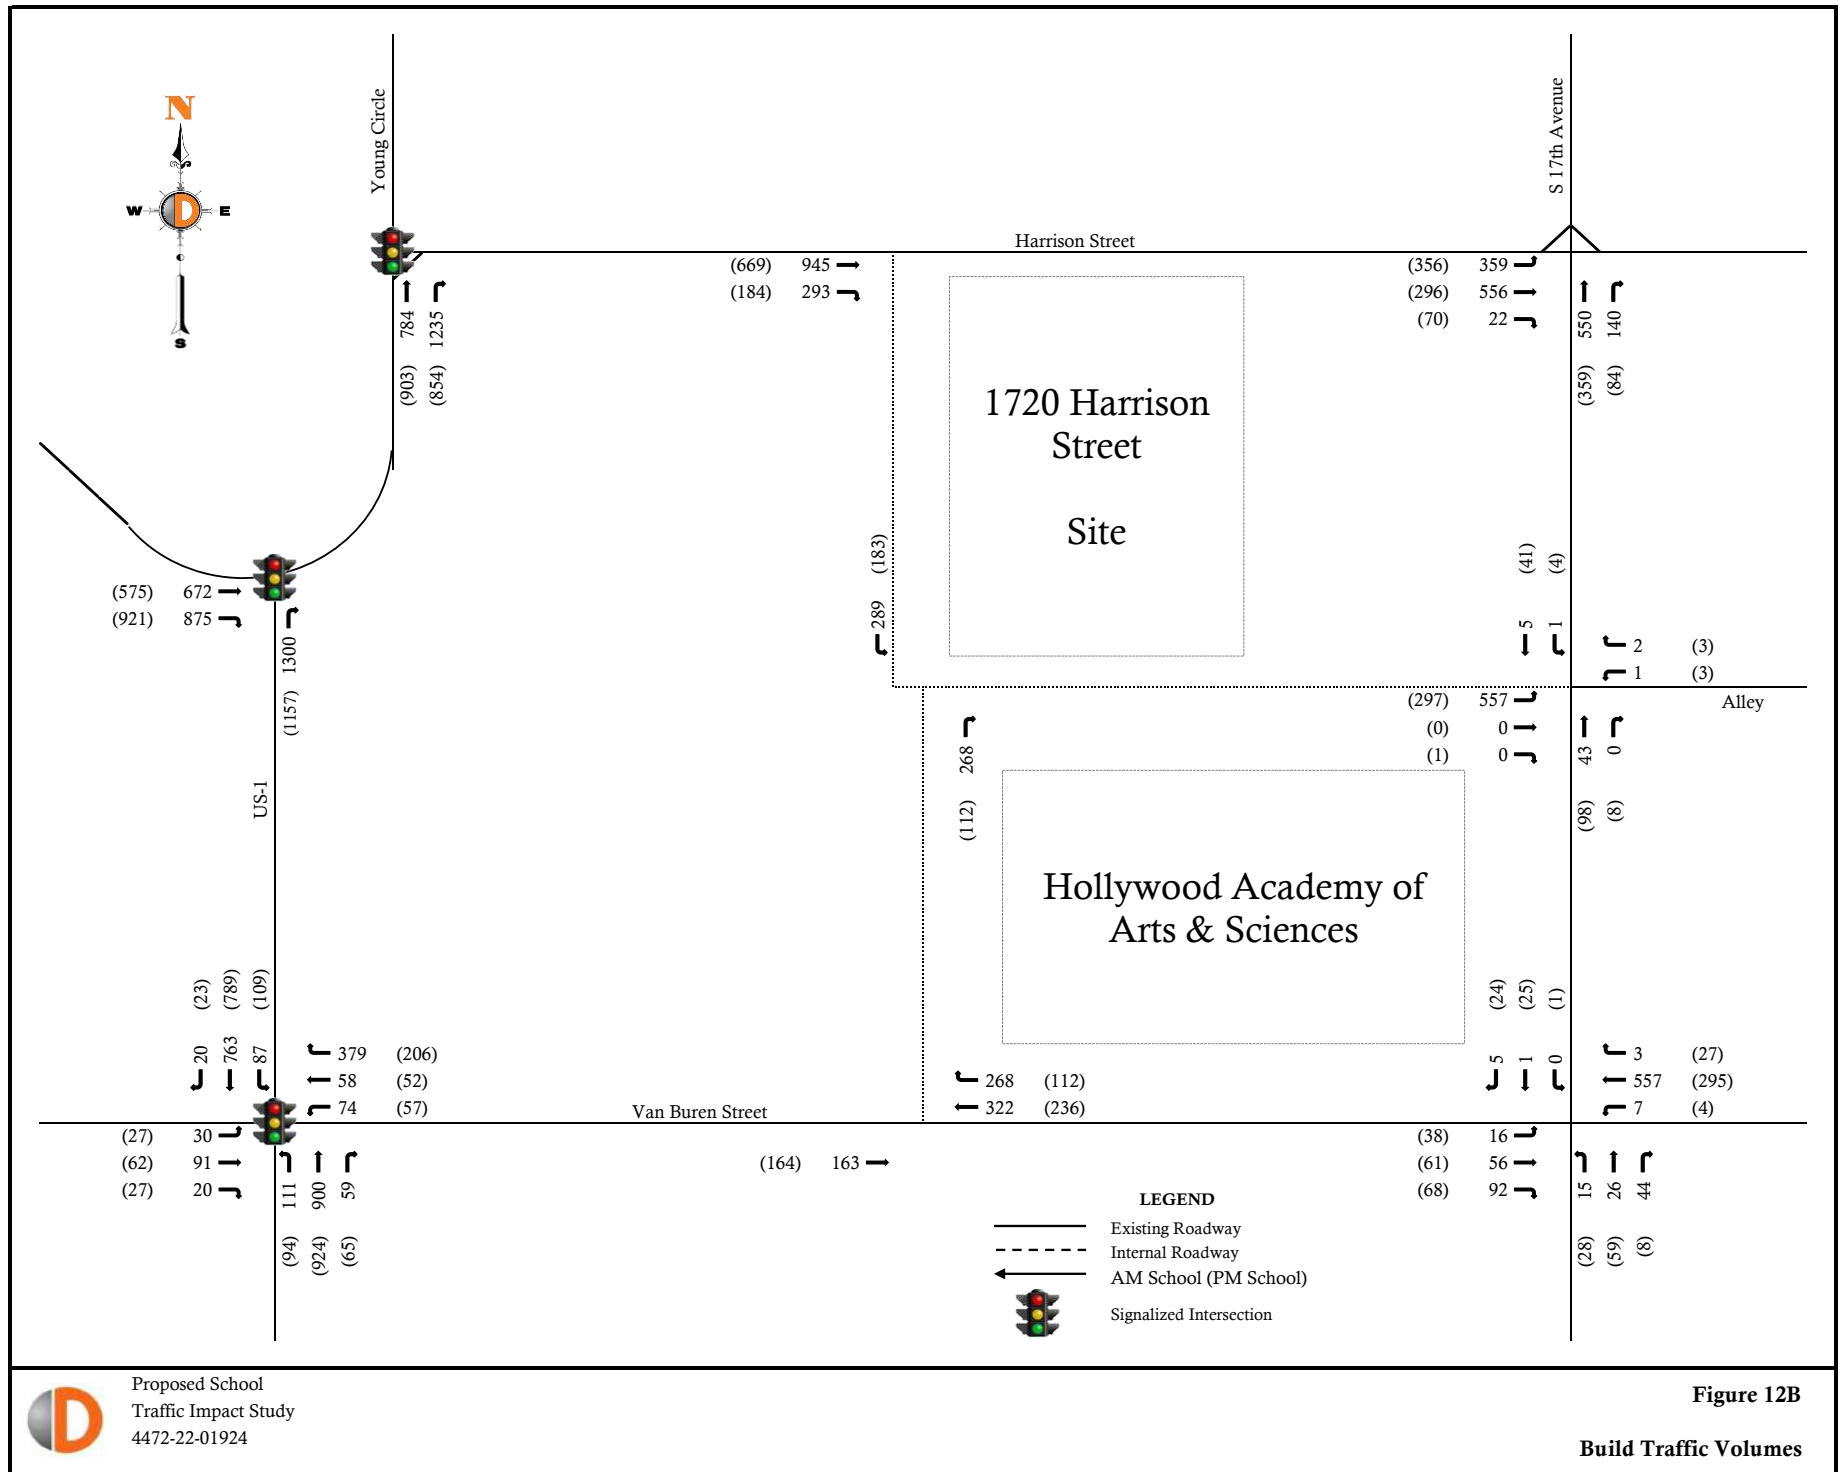 N
W
E
S
Young Circle
S 17th Avenue
Harrison Street
(669) 945
(184) 293
(356) 359
(296) 556
(70) 22
784 1235
(903) (854)
550 140
(359) (84)
1720 Harrison
Street
Site
(575) 672
(921) 875
1300
(1157)
(183)
289
(41) (4)
5 1
2 (3)
1 (3)
Alley
(297) 557
(0) 0
(1) 0
43 0
(98) (8)
268
(112)
US-1
Hollywood Academy of
Arts & Sciences
(23) (789) (109)
20 763 87
379 (206)
58 (52)
74 (57)
Van Buren Street
268 (112)
322 (236)
(24) (25) (1)
5 1 0
3 (27)
557 (295)
7 (4)
(27) 30
(62) 91
(27) 20
111 900 59
(94) (924) (65)
(164) 163
(38) 16
(61) 56
(68) 92
15 26 44
(28) (59) (8)
LEGEND
Existing Roadway
Internal Roadway
AM School (PM School)
Signalized Intersection
Proposed School
Traffic Impact Study
4472-22-01924
Figure 12B
Build Traffic Volumes